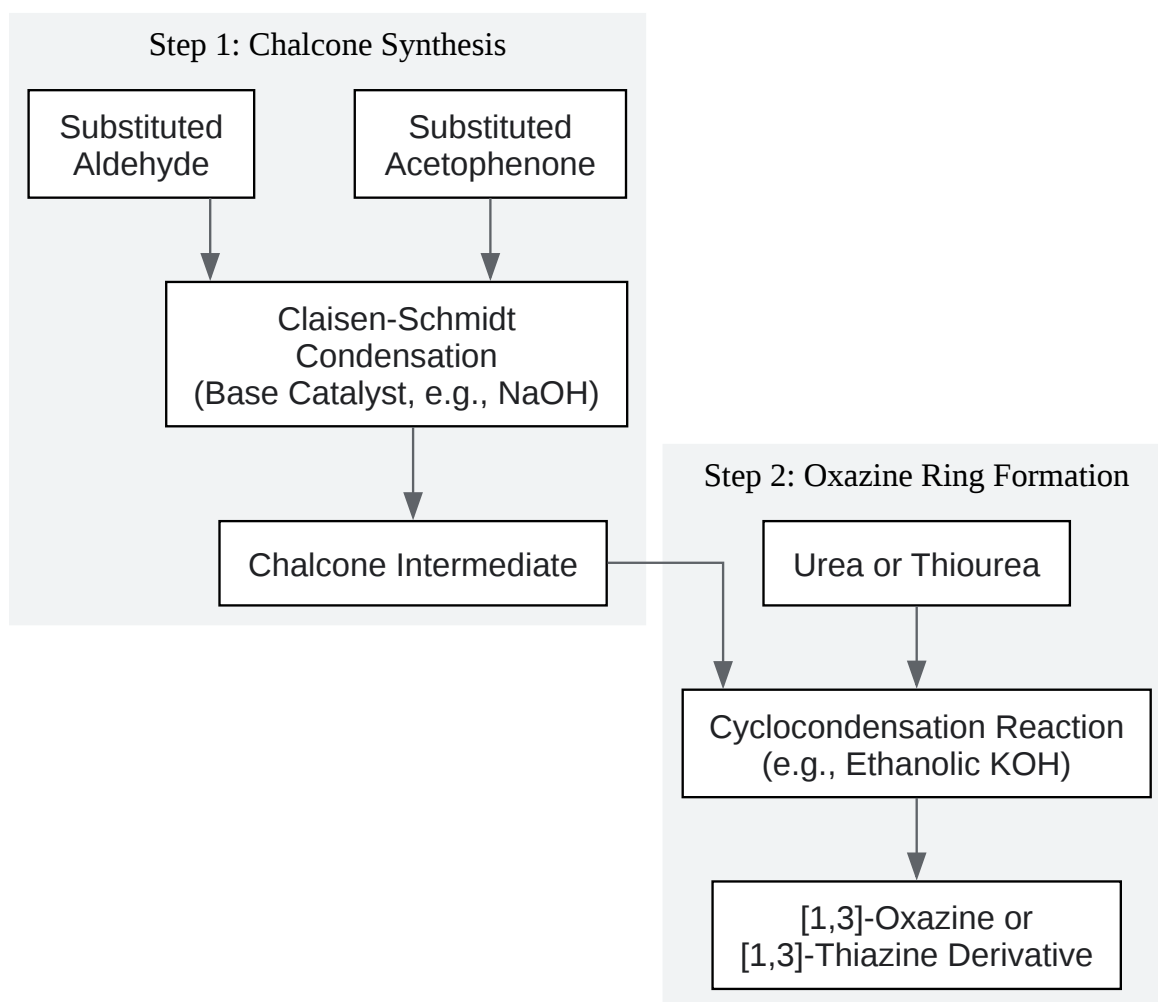 Step 1: Chalcone Synthesis
Substituted
Aldehyde
Substituted
Acetophenone
Claisen-Schmidt
Condensation
(Base Catalyst, e.g., NaOH)
Chalcone Intermediate
Step 2: Oxazine Ring Formation
Urea or Thiourea
Cyclocondensation Reaction
(e.g., Ethanolic KOH)
[1,3]-Oxazine or
[1,3]-Thiazine Derivative